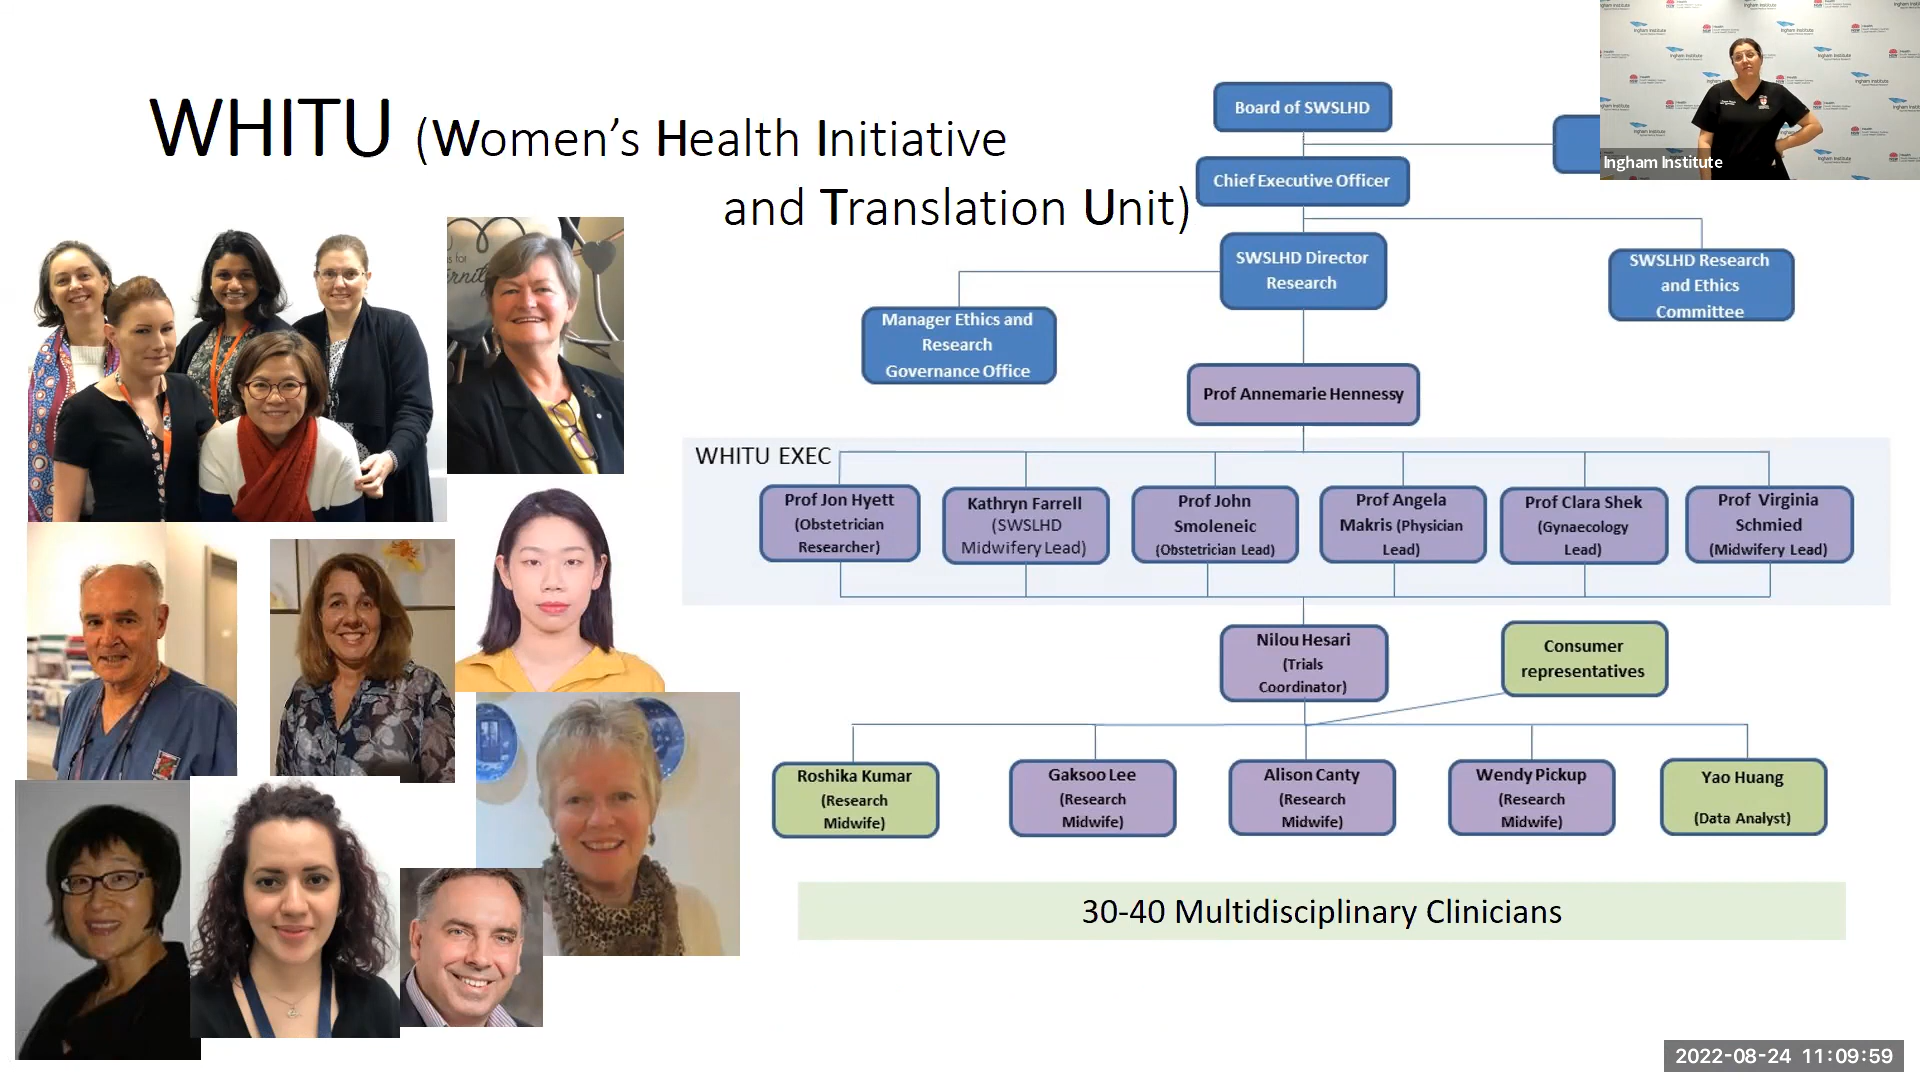 WHITU (Women's Health Initiative
and Translation Unit)
Board of SWSLHD
Chief Executive Officer
SWSLHD Director
Research
SWSLHD Research
and Ethics
Committee
Manager Ethics and
Research
Governance Office
Prof Annemarie Hennessy
WHITU EXEC
Prof Jon Hyett
(Obstetrician
Researcher)
Kathryn Farrell
(SWSLHD
Midwifery Lead)
Prof John
Smoleneic
(Obstetrician Lead)
Prof Angela
Makris (Physician
Lead)
Prof Clara Shek
(Gynaecology
Lead)
Prof Virginia
Schmied
(Midwifery Lead)
Nilou Hesari
(Trials
Coordinator)
Consumer
representatives
Roshika Kumar
(Research
Midwife)
Gaksoo Lee
(Research
Midwife)
Alison Canty
(Research
Midwife)
Wendy Pickup
(Research
Midwife)
Yao Huang
(Data Analyst)
30-40 Multidisciplinary Clinicians
Ingham Institute
2022-08-24 11:09:59